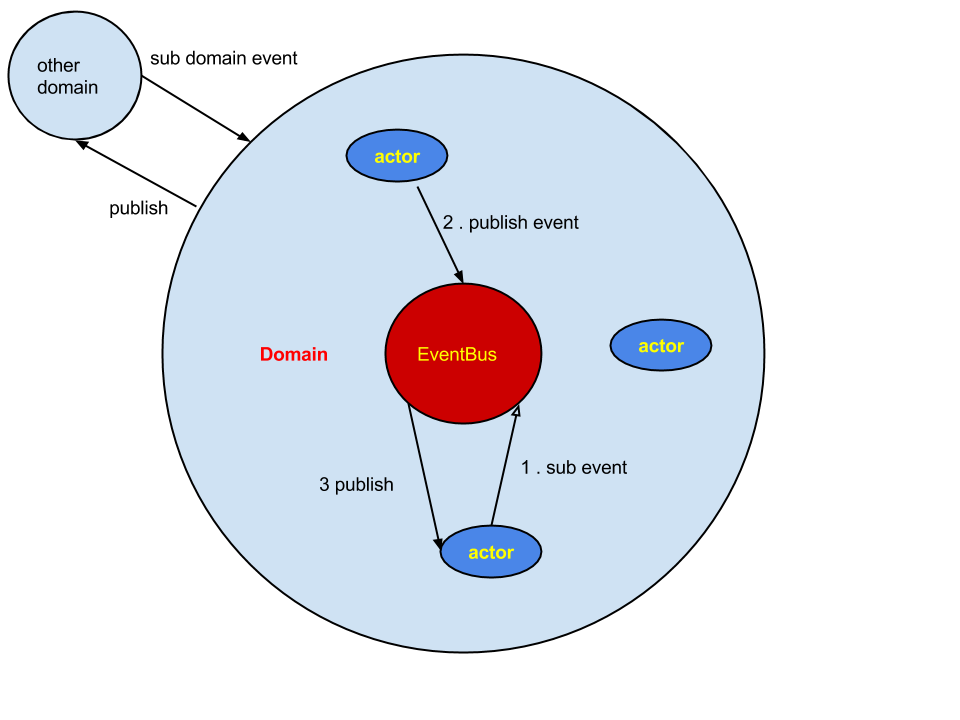 other
domain
sub domain event
publish
actor
2 . publish event
Domain
EventBus
actor
3 publish
1 . sub event
actor